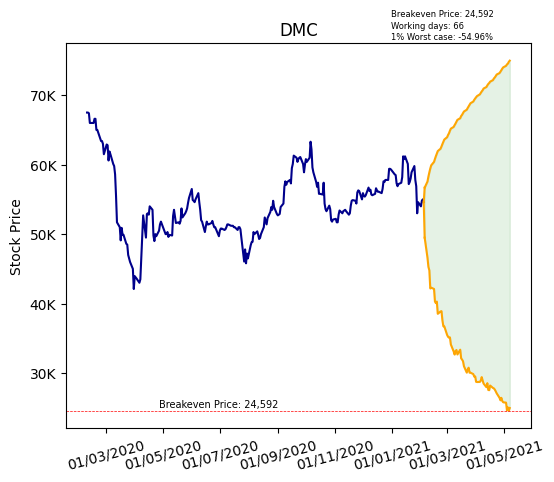 Breakeven Price: 24,592
Working days: 66
1% Worst case: -54.96%
DMC
Stock Price
70K
60K
50K
40K
30K
Breakeven Price: 24,592
01/03/2020 01/05/2020 01/07/2020 01/09/2020 01/11/2020 01/01/2021 01/03/2021 01/05/2021